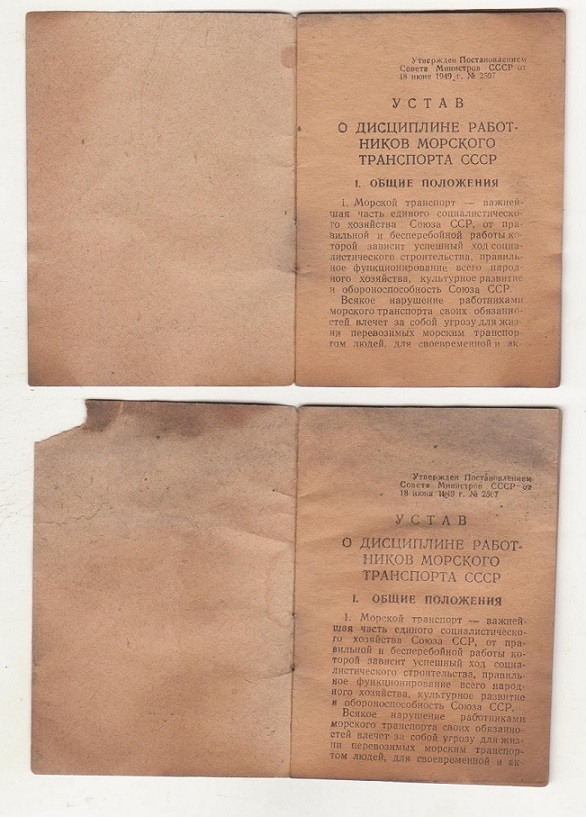 Утвержден Постановлением
Совета Министров СССР от
18 июня 1949 г. № 2507
УСТАВ
О ДИСЦИПЛИНЕ РАБОТ-
НИКОВ МОРСКОГО
ТРАНСПОРТА СССР
I. ОБЩИЕ ПОЛОЖЕНИЯ
1. Морской транспорт — важней-
шая часть единого социалистическо-
го хозяйства Союза ССР, от пра-
вильной и бесперебойной работы ко-
торой зависит успешный ход социа-
листического строительства, правиль-
ное функционирование всего народ-
ного хозяйства, культурное развитие
и обороноспособность Союза ССР.
Всякое нарушение работниками
морского транспорта своих обязанно-
стей влечет за собой угрозу для жиз-
ни перевозимых морским транспор-
том людей, для своевременной и ак-
Утвержден Постановлением
Совета Министров СССР от
18 июня 1949 г. № 2507
УСТАВ
О ДИСЦИПЛИНЕ РАБОТ-
НИКОВ МОРСКОГО
ТРАНСПОРТА СССР
I. ОБЩИЕ ПОЛОЖЕНИЯ
1. Морской транспорт — важней-
шая часть единого социалистическо-
го хозяйства Союза ССР, от пра-
вильной и бесперебойной работы ко-
торой зависит успешный ход социа-
листического строительства, правиль-
ное функционирование всего народ-
ного хозяйства, культурное развитие
и обороноспособность Союза ССР.
Всякое нарушение работниками
морского транспорта своих обязанно-
стей влечет за собой угрозу для жиз-
ни перевозимых морским транспор-
том людей, для своевременной и ак-